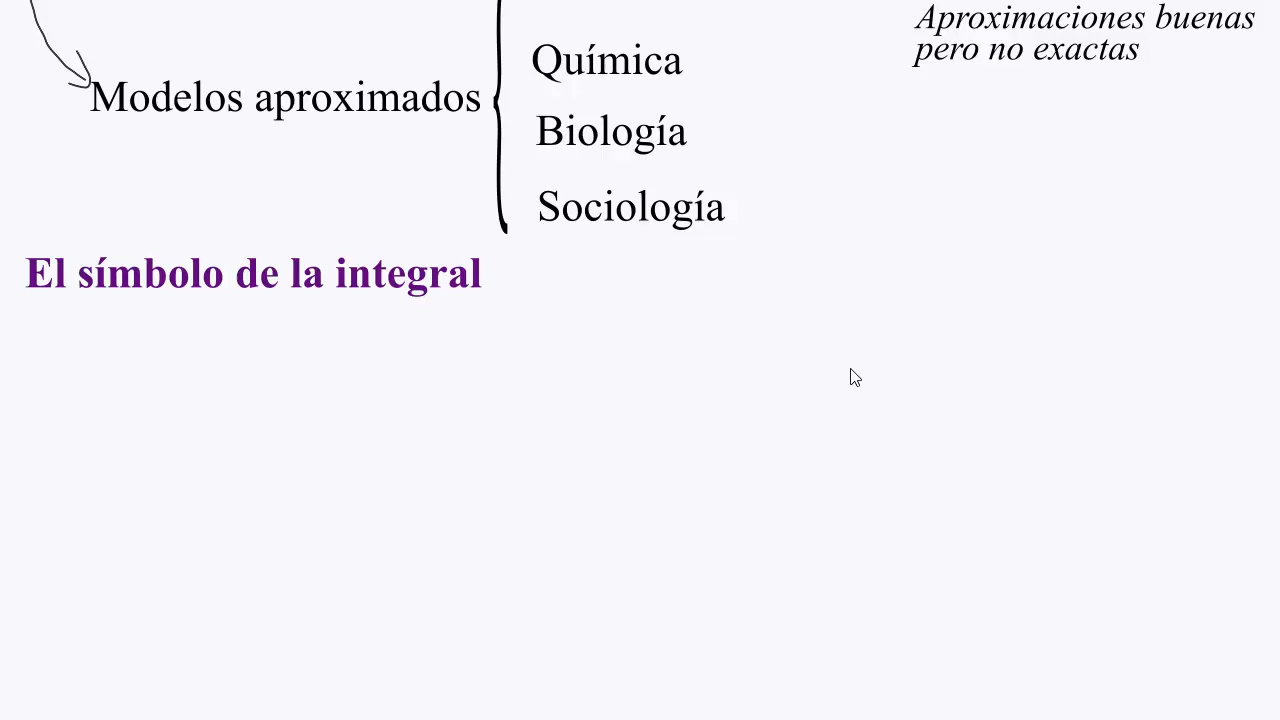 Aproximaciones buenas
pero no exactas
Química
Modelos aproximados
Biología
Sociología
El símbolo de la integral